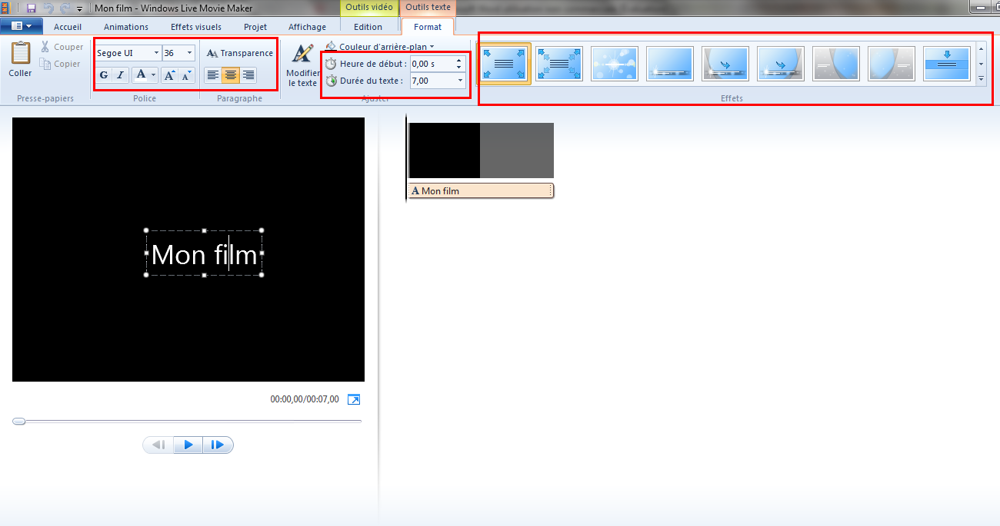 Outils vidéo Outils texte
Mon film - Windows Live Movie Maker
Accueil Animations Effets visuels Projet Affichage Edition Format
Coller
Couper
Copier
Presse-papiers
Segoe UI 36
G I A A A
Police
Transparence
Paragraphe
Modifier
le texte
Couleur d'arrière-plan
Heure de début : 0,00 s
Durée du texte : 7,00
Ajuster
Effets
Mon film
00:00,00/00:07,00
A Mon film